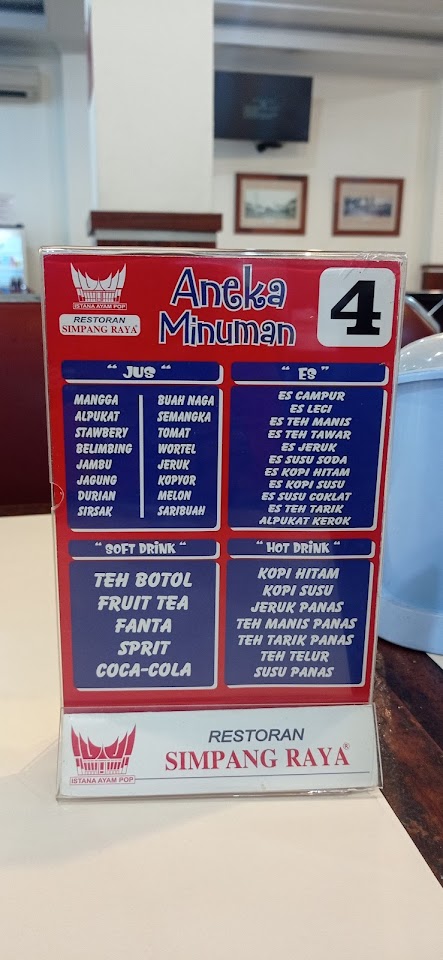 ISTANA AYAM POP
RESTORAN
SIMPANG RAYA®
Aneka
Minuman
4
" JUS "
MANGGA
ALPUKAT
STAWBERY
BELIMBING
JAMBU
JAGUNG
DURIAN
SIRSAK
BUAH NAGA
SEMANGKA
TOMAT
WORTEL
JERUK
KOPYOR
MELON
SARIBUAH
" ES "
ES CAMPUR
ES LECI
ES TEH MANIS
ES TEH TAWAR
ES JERUK
ES SUSU SODA
ES KOPI HITAM
ES KOPI SUSU
ES SUSU COKLAT
ES TEH TARIK
ALPUKAT KEROK
" SOFT DRINK "
TEH BOTOL
FRUIT TEA
FANTA
SPRIT
COCA-COLA
" HOT DRINK "
KOPI HITAM
KOPI SUSU
JERUK PANAS
TEH MANIS PANAS
TEH TARIK PANAS
TEH TELUR
SUSU PANAS
ISTANA AYAM POP
RESTORAN
SIMPANG RAYA®